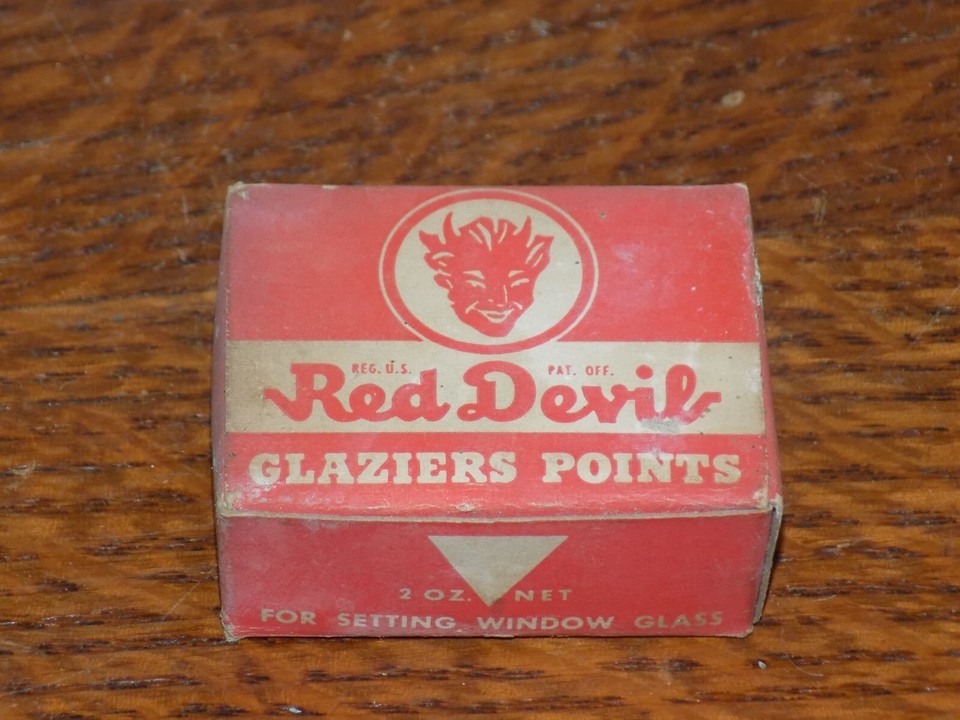 REG. U.S. PAT. OFF.
Red Devil
GLAZIERS POINTS
2 OZ. NET
FOR SETTING WINDOW GLASS